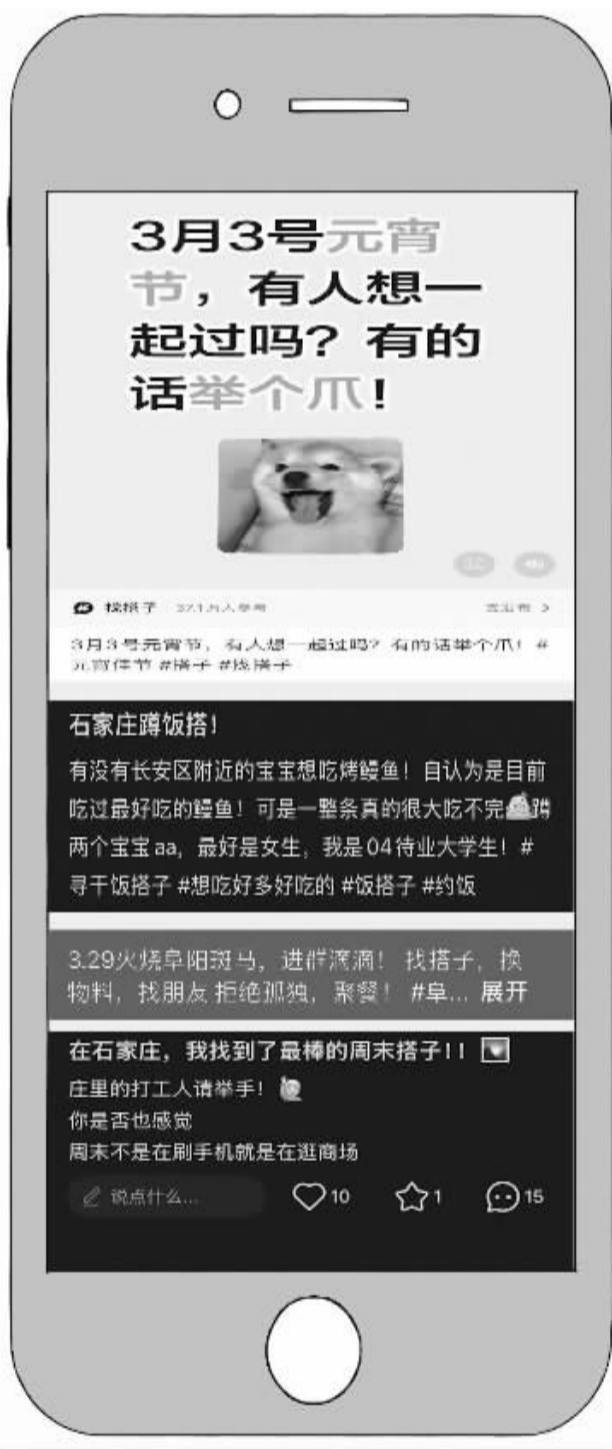 3月3号元宵
节，有人想一
起过吗？有的
话举个爪！
找搭子
3月3号元宵节，有人想一起过吗？有的话举个爪！#
元宵佳节 #搭子 #找搭子
石家庄蹲饭搭！
有没有长安区附近的宝宝想吃烤鳗鱼！自认为是目前
吃过最好吃的鳗鱼！可是一整条真的很大吃不完蹲
两个宝宝aa，最好是女生，我是04待业大学生！#
寻干饭搭子 #想吃好多好吃的 #饭搭子 #约饭
3.29火烧阜阳斑马，进群滴滴！ 找搭子，换
物料，找朋友 拒绝孤独，聚餐！ #阜... 展开
在石家庄，我找到了最棒的周末搭子!!
庄里的打工人请举手！
你是否也感觉
周末不是在刷手机就是在逛商场
说点什么... 10 1 15